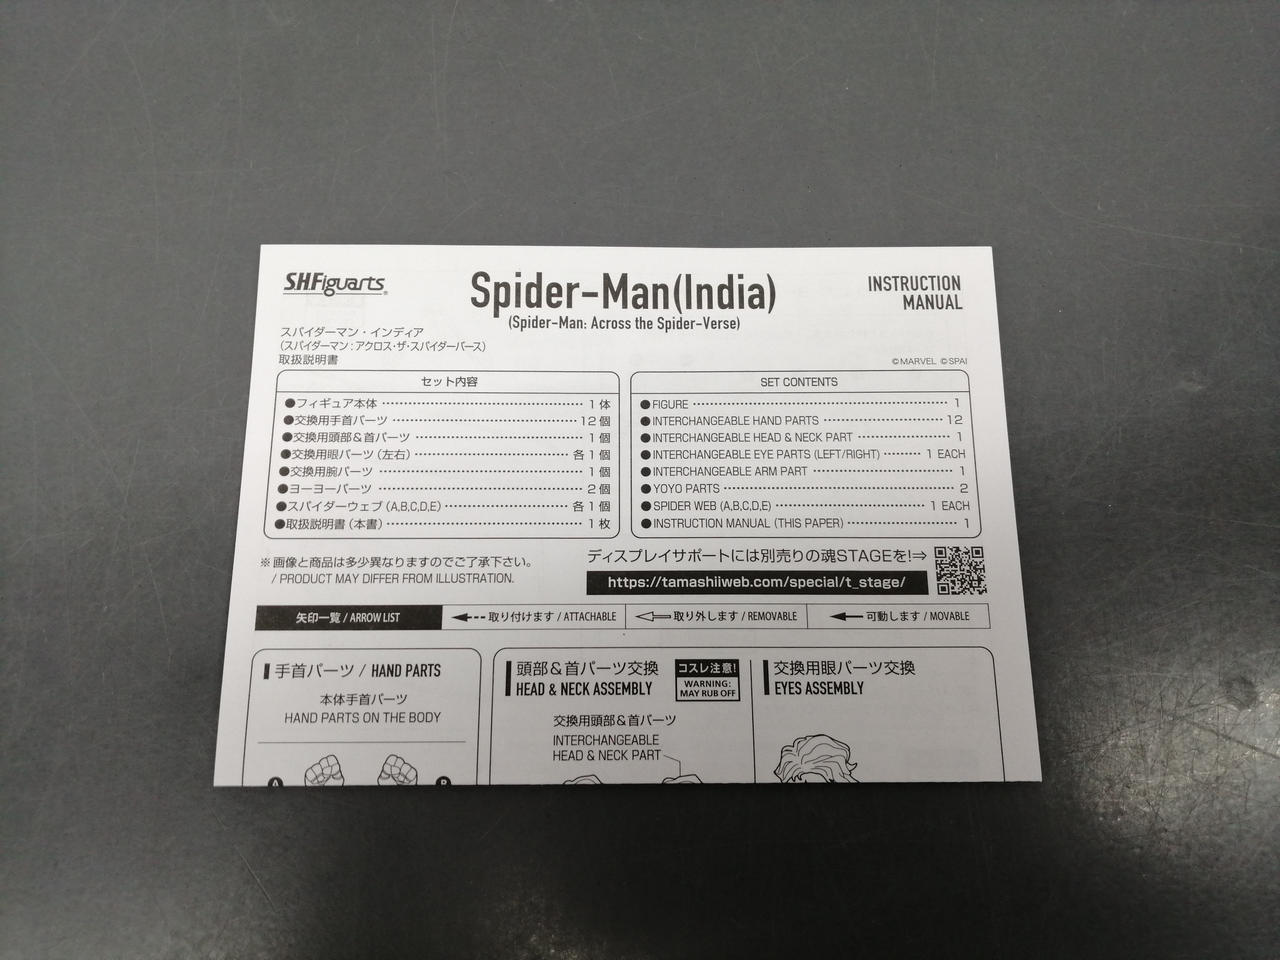 S.H.Figuarts
Spider-Man(India)
(Spider-Man: Across the Spider-Verse)
INSTRUCTION
MANUAL
スパイダーマン・インディア
(スパイダーマン:アクロス・ザ・スパイダーバース)
取扱説明書
©MARVEL ©SPAI
セット内容
●フィギュア本体 1体
●交換用手首パーツ 12個
●交換用頭部&首パーツ 1個
●交換用眼パーツ(左右) 各1個
●交換用腕パーツ 1個
●ヨーヨーパーツ 2個
●スパイダーウェブ(A,B,C,D,E) 各1個
●取扱説明書(本書) 1枚
SET CONTENTS
●FIGURE 1
●INTERCHANGEABLE HAND PARTS 12
●INTERCHANGEABLE HEAD & NECK PART 1
●INTERCHANGEABLE EYE PARTS (LEFT/RIGHT) 1 EACH
●INTERCHANGEABLE ARM PART 1
●YOYO PARTS 2
●SPIDER WEB (A,B,C,D,E) 1 EACH
●INSTRUCTION MANUAL (THIS PAPER) 1
※画像と商品は多少異なりますのでご了承下さい。
/ PRODUCT MAY DIFFER FROM ILLUSTRATION.
ディスプレイサポートには別売りの魂STAGEを!⇒
https://tamashiiweb.com/special/t_stage/
矢印一覧 / ARROW LIST
取り付けます / ATTACHABLE
取り外します / REMOVABLE
可動します / MOVABLE
手首パーツ / HAND PARTS
本体手首パーツ
HAND PARTS ON THE BODY
A
B
頭部&首パーツ交換
HEAD & NECK ASSEMBLY
コスレ注意!
WARNING:
MAY RUB OFF
交換用頭部&首パーツ
INTERCHANGEABLE
HEAD & NECK PART
交換用眼パーツ交換
EYES ASSEMBLY